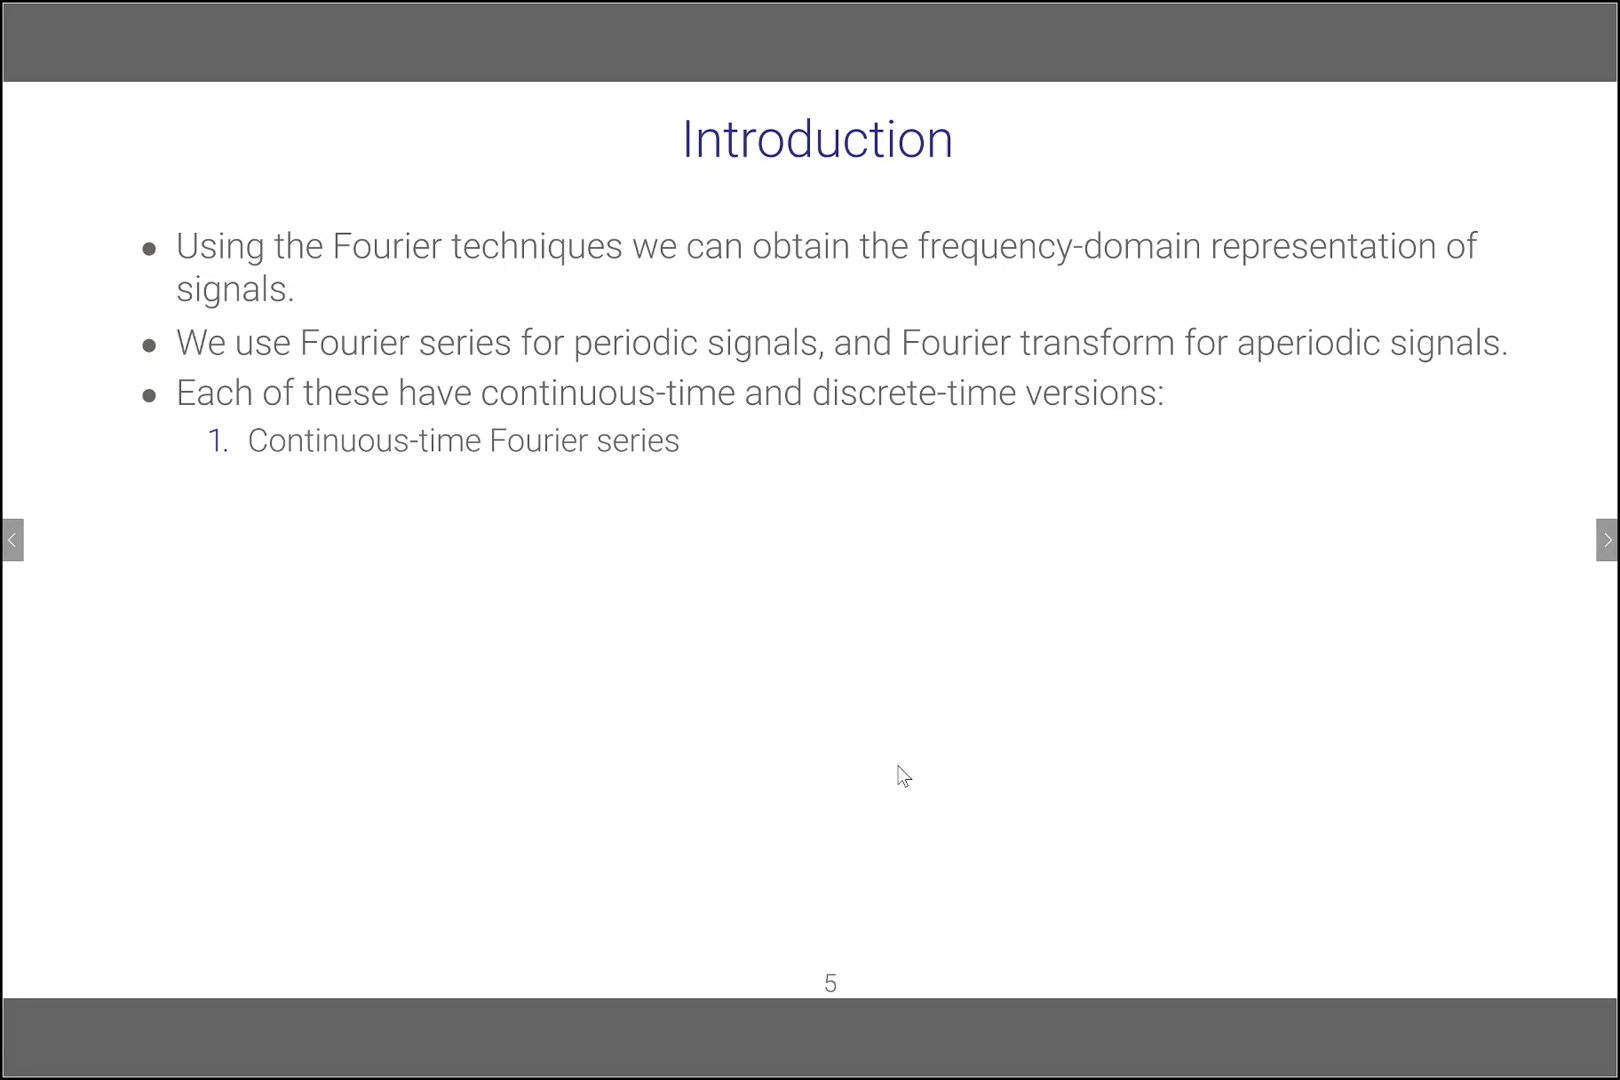 Introduction
● Using the Fourier techniques we can obtain the frequency-domain representation of
signals.
● We use Fourier series for periodic signals, and Fourier transform for aperiodic signals.
● Each of these have continuous-time and discrete-time versions:
1. Continuous-time Fourier series
5